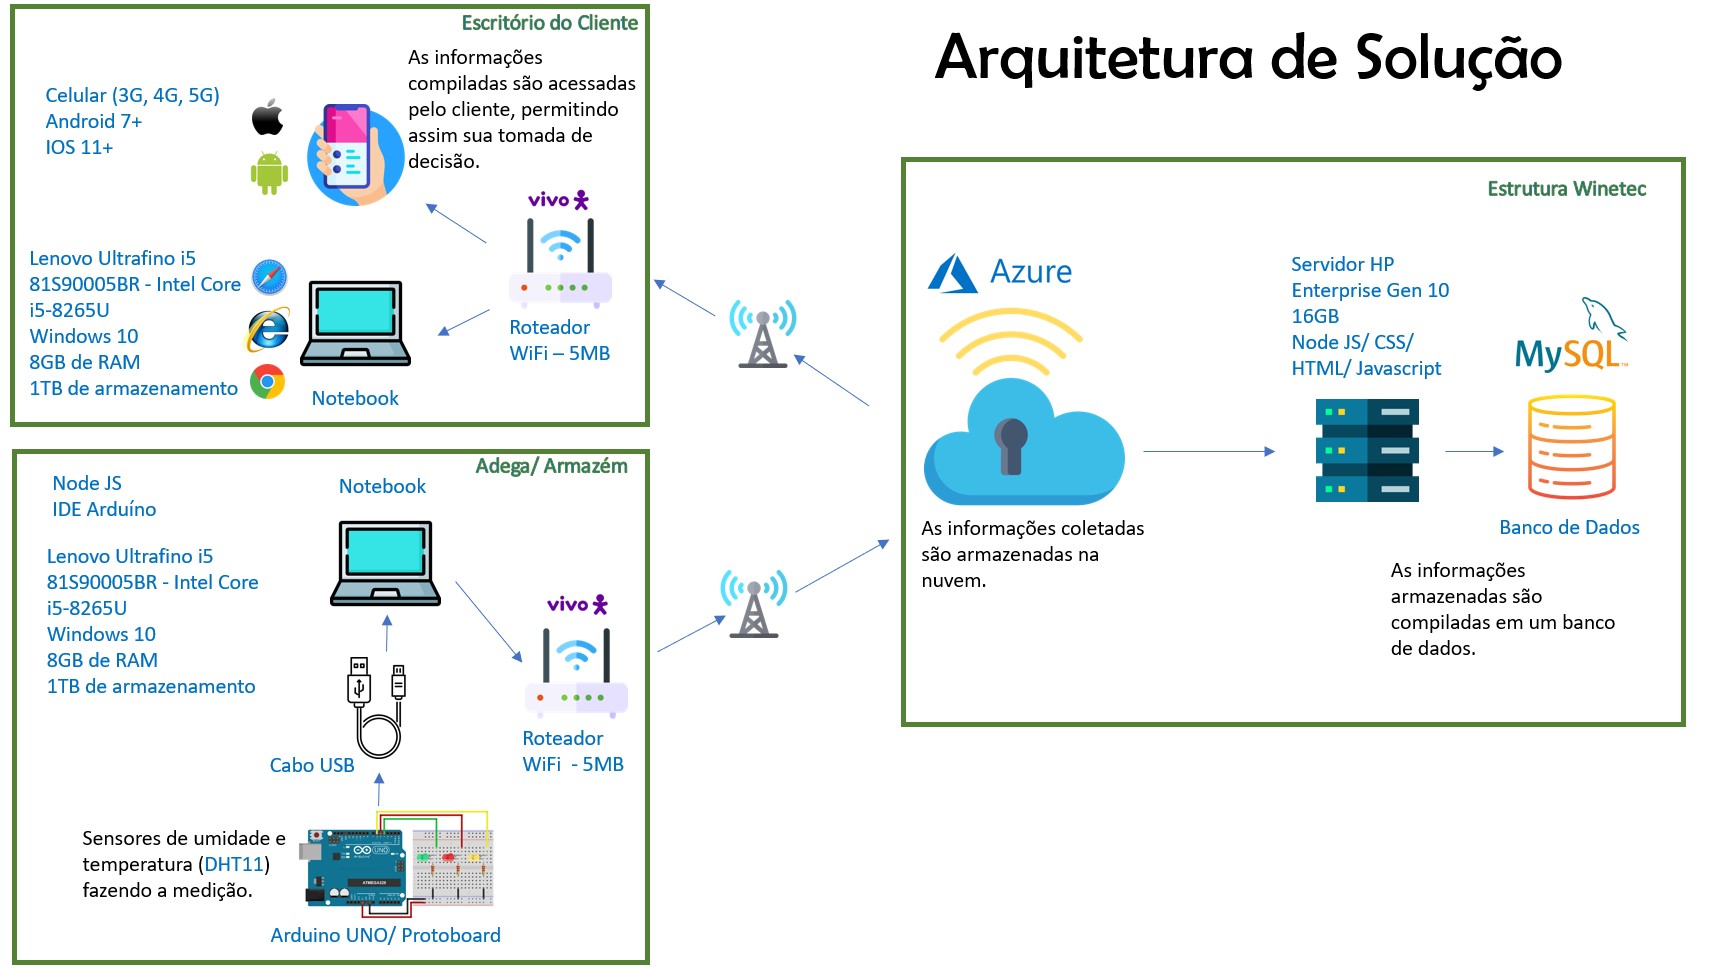 Arquitetura de Solução
Escritório do Cliente
As informações
compiladas são acessadas
pelo cliente, permitindo
assim sua tomada de
decisão.
Celular (3G, 4G, 5G)
Android 7+
IOS 11+
vivo
Lenovo Ultrafino i5
81S90005BR - Intel Core
i5-8265U
Windows 10
8GB de RAM
1TB de armazenamento
Notebook
Roteador
WiFi – 5MB
Estrutura Winetec
Azure
As informações coletadas
são armazenadas na
nuvem.
Servidor HP
Enterprise Gen 10
16GB
Node JS/ CSS/
HTML/ Javascript
MySQL
Banco de Dados
As informações
armazenadas são
compiladas em um banco
de dados.
Adega/ Armazém
Node JS
IDE Arduíno
Notebook
Lenovo Ultrafino i5
81S90005BR - Intel Core
i5-8265U
Windows 10
8GB de RAM
1TB de armazenamento
vivo
Roteador
WiFi - 5MB
Cabo USB
Sensores de umidade e
temperatura (DHT11)
fazendo a medição.
UNO
Arduino UNO/ Protoboard